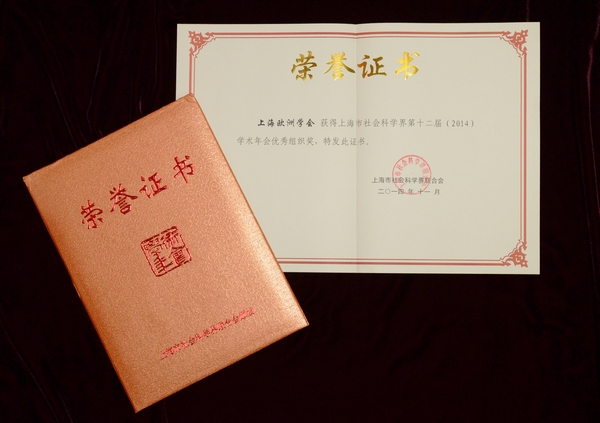 荣誉证书
上海欧洲学会 获得上海市社会科学界第十二届（2014）
学术年会优秀组织奖，特发此证书。
上海市社会科学界联合会
二〇一四年十一月
荣誉证书